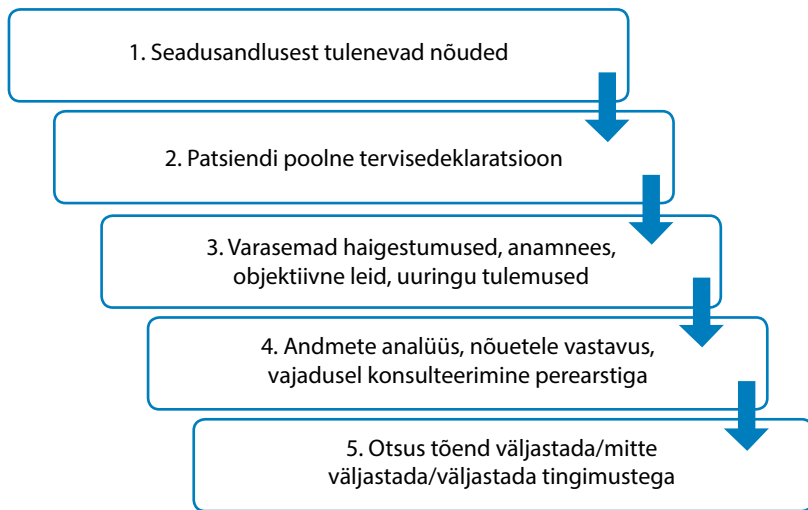 1. Seadusandlusest tulenevad nõuded
2. Patsiendi poolne tervisedeklaratsioon
3. Varasemad haigestumused, anamnees,
objektiivne leid, uuringu tulemused
4. Andmete analüüs, nõuetele vastavus,
vajadusel konsulteerimine perearstiga
5. Otsus tõend väljastada/mitte
väljastada/väljastada tingimustega